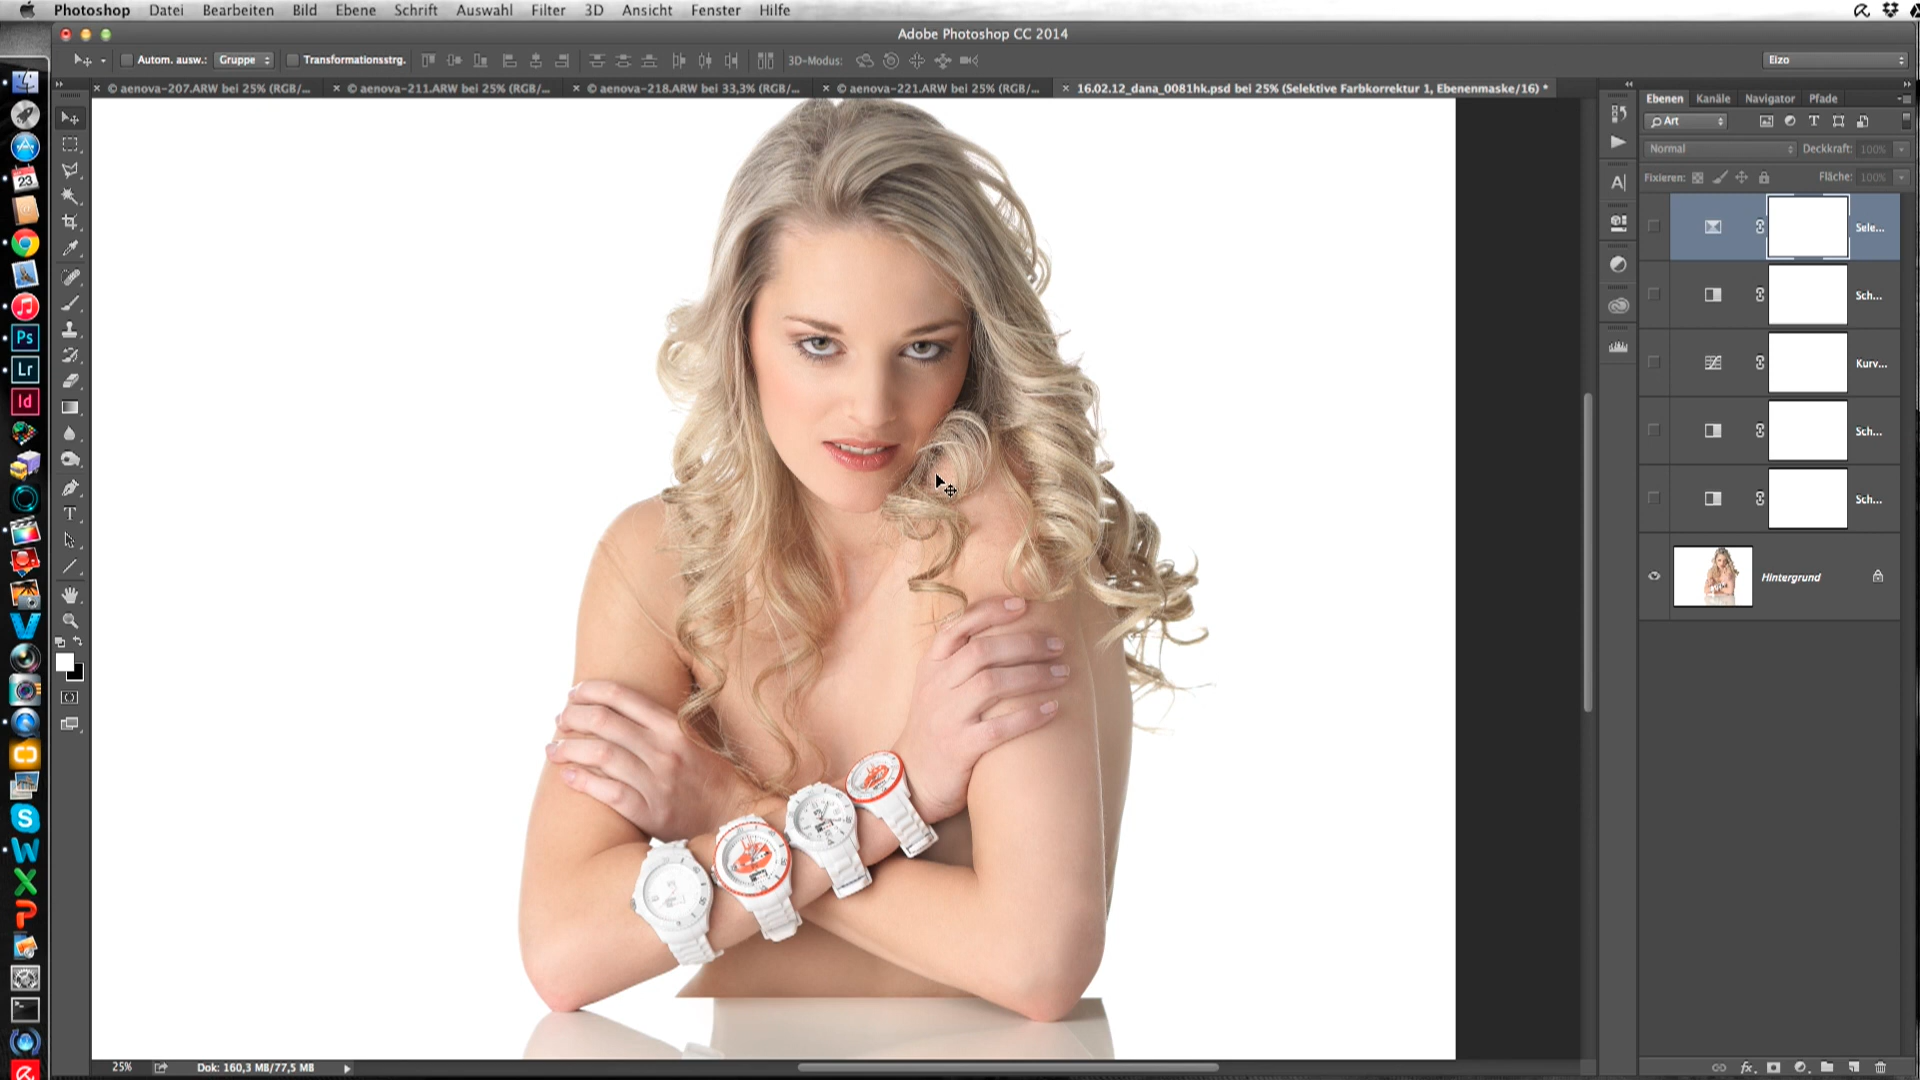 Photoshop Datei Bearbeiten Bild Ebene Schrift Auswahl Filter 3D Ansicht Fenster Hilfe
Adobe Photoshop CC 2014
Autom. ausw.: Gruppe Transformationsstrg. 3D-Modus: Eizo
× © aenova-207.ARW bei 25% (RGB/... × © aenova-211.ARW bei 25% (RGB/... × © aenova-218.ARW bei 33,3% (RGB/... × © aenova-221.ARW bei 25% (RGB/... × 16.02.12_dana_0081hk.psd bei 25% (Selektive Farbkorrektur 1, Ebenenmaske/16) *
Ebenen Kanäle Navigator Pfade
Art
Normal Deckkraft: 100%
Fixieren: Fläche: 100%
23
Sele...
Sch...
Kurv...
Sch...
Sch...
Hintergrund
Ps
Lr
Id
25% Dok: 160,3 MB/77,5 MB